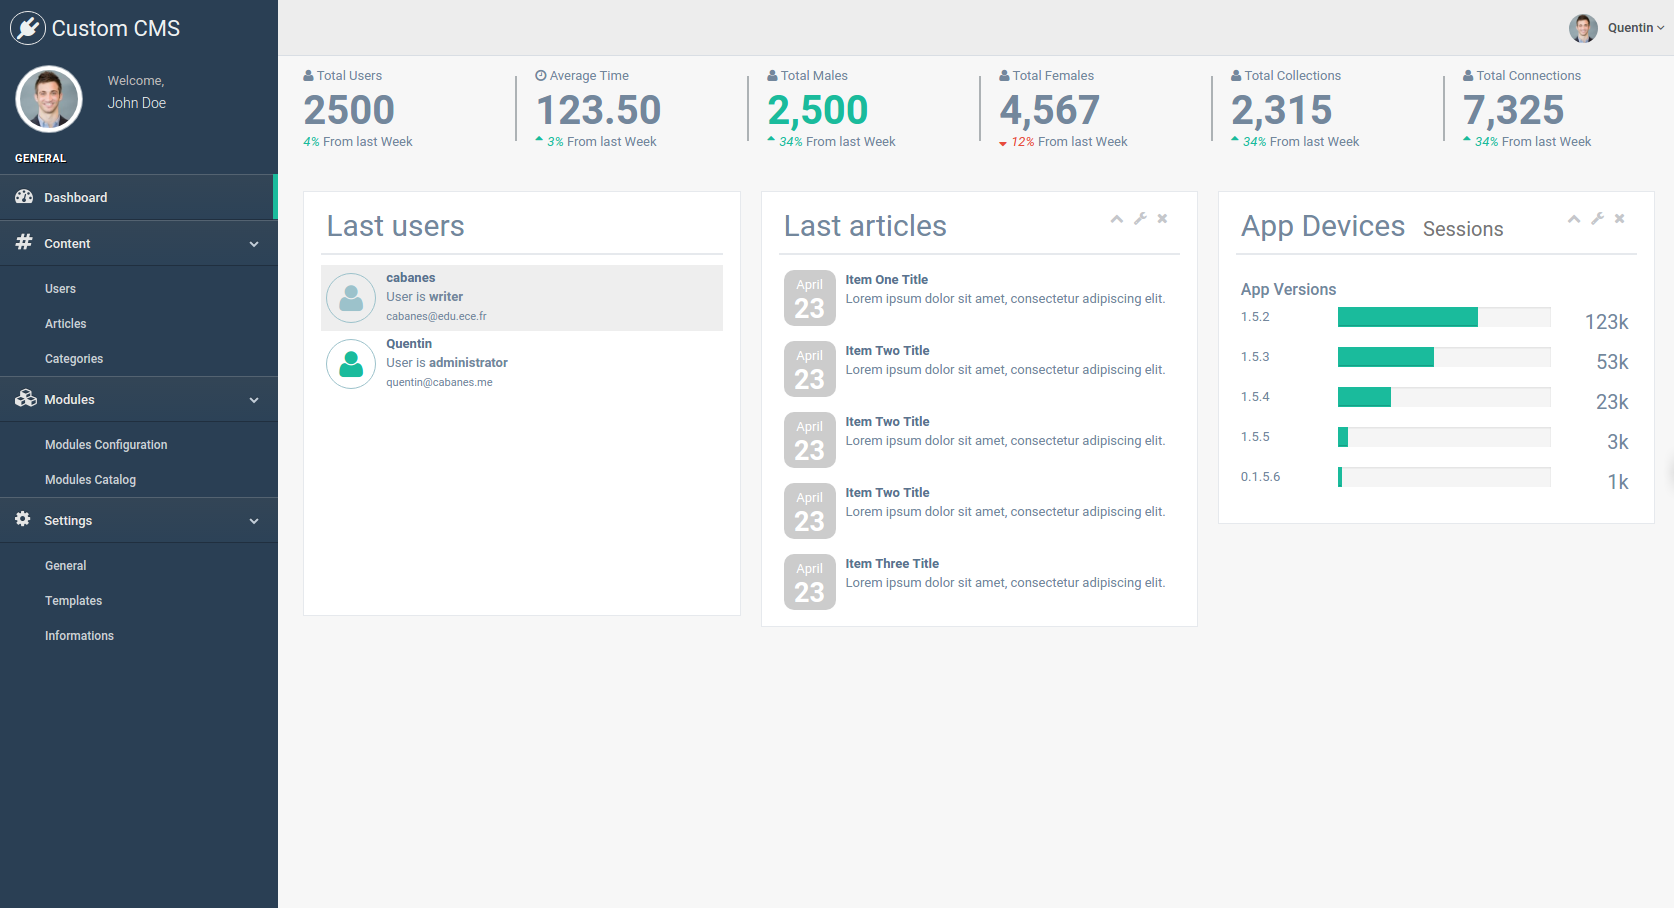 Custom CMS
Welcome,
John Doe
GENERAL
Dashboard
Content
Users
Articles
Categories
Modules
Modules Configuration
Modules Catalog
Settings
General
Templates
Informations
Quentin
Total Users
2500
4% From last Week
Average Time
123.50
3% From last Week
Total Males
2,500
34% From last Week
Total Females
4,567
12% From last Week
Total Collections
2,315
34% From last Week
Total Connections
7,325
34% From last Week
Last users
cabanes
User is writer
cabanes@edu.ece.fr
Quentin
User is administrator
quentin@cabanes.me
Last articles
April
23
Item One Title
Lorem ipsum dolor sit amet, consectetur adipiscing elit.
April
23
Item Two Title
Lorem ipsum dolor sit amet, consectetur adipiscing elit.
April
23
Item Two Title
Lorem ipsum dolor sit amet, consectetur adipiscing elit.
April
23
Item Two Title
Lorem ipsum dolor sit amet, consectetur adipiscing elit.
April
23
Item Three Title
Lorem ipsum dolor sit amet, consectetur adipiscing elit.
App Devices Sessions
App Versions
1.5.2 123k
1.5.3 53k
1.5.4 23k
1.5.5 3k
0.1.5.6 1k